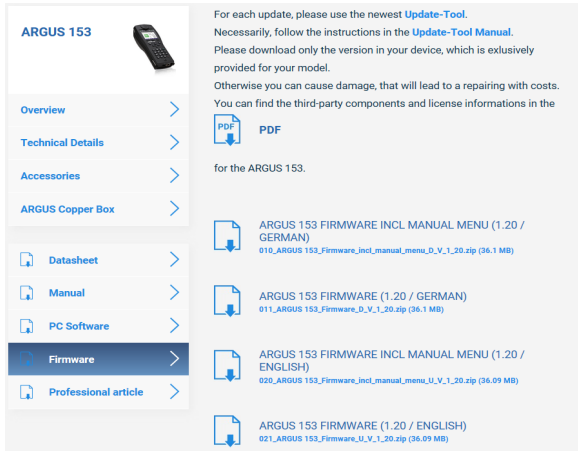 ARGUS 153
Overview
Technical Details
Accessories
ARGUS Copper Box
Datasheet
Manual
PC Software
Firmware
Professional article
For each update, please use the newest Update-Tool.
Necessarily, follow the instructions in the Update-Tool Manual.
Please download only the version in your device, which is exlusively
provided for your model.
Otherwise you can cause damage, that will lead to a repairing with costs.
You can find the third-party components and license informations in the
PDF PDF
for the ARGUS 153.
ARGUS 153 FIRMWARE INCL MANUAL MENU (1.20 /
GERMAN)
010_ARGUS 153_Firmware_incl_manual_menu_D_V_1_20.zip (36.1 MB)
ARGUS 153 FIRMWARE (1.20 / GERMAN)
011_ARGUS 153_Firmware_D_V_1_20.zip (36.1 MB)
ARGUS 153 FIRMWARE INCL MANUAL MENU (1.20 /
ENGLISH)
020_ARGUS 153_Firmware_incl_manual_menu_U_V_1_20.zip (36.09 MB)
ARGUS 153 FIRMWARE (1.20 / ENGLISH)
021_ARGUS 153_Firmware_U_V_1_20.zip (36.09 MB)